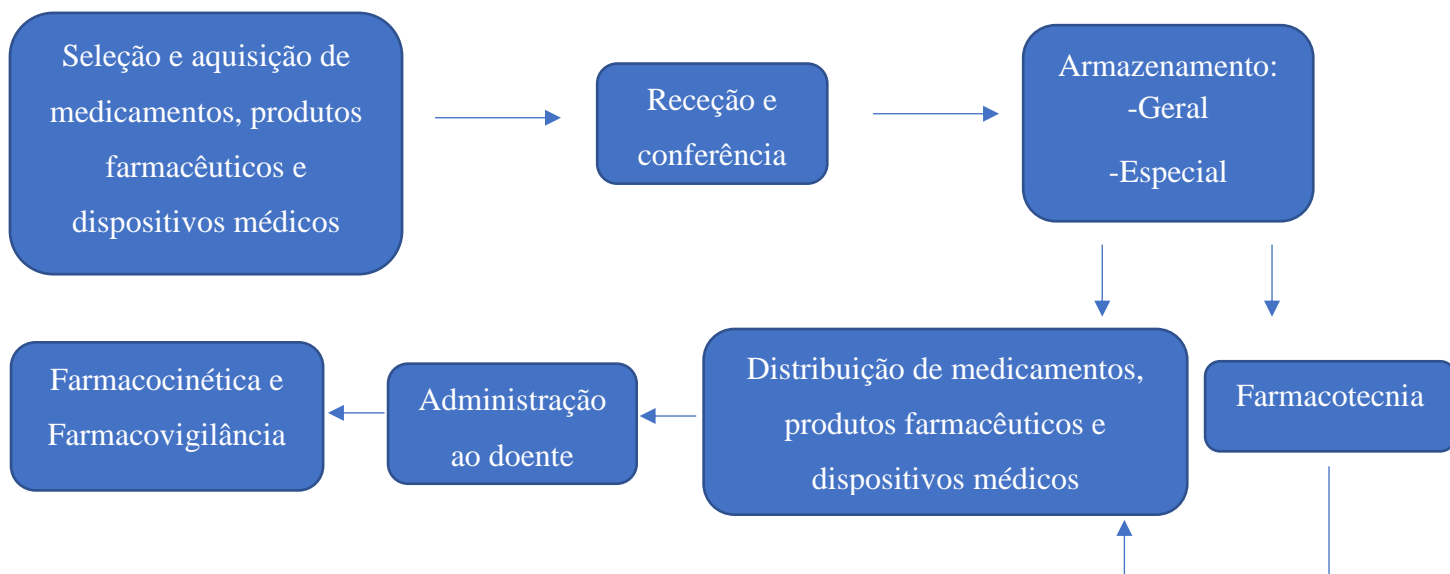 Seleção e aquisição de
medicamentos, produtos
farmacêuticos e
dispositivos médicos
Receção e
conferência
Armazenamento:
-Geral
-Especial
Farmacocinética e
Farmacovigilância
Administração
ao doente
Distribuição de medicamentos,
produtos farmacêuticos e
dispositivos médicos
Farmacotecnia